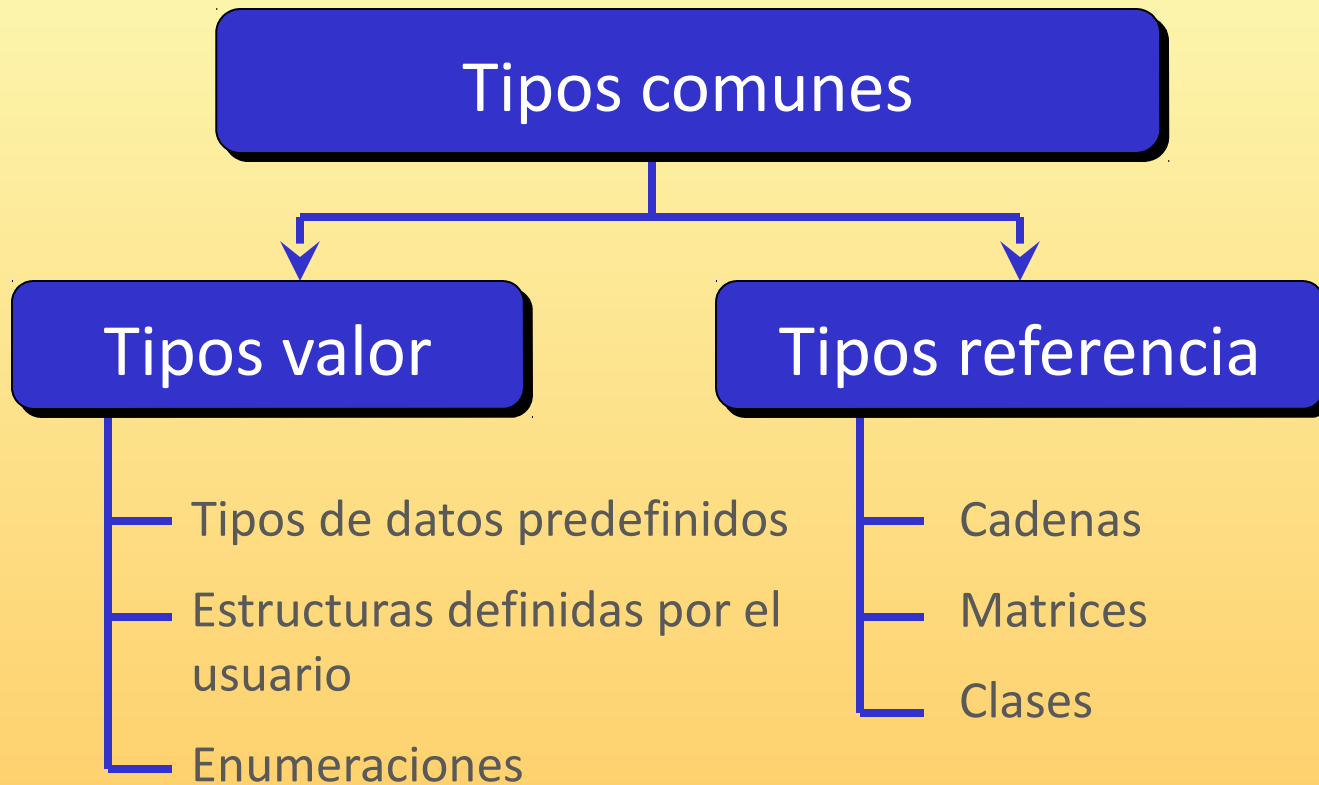 Tipos comunes
Tipos valor
Tipos de datos predefinidos
Estructuras definidas por el
usuario
Enumeraciones
Tipos referencia
Cadenas
Matrices
Clases